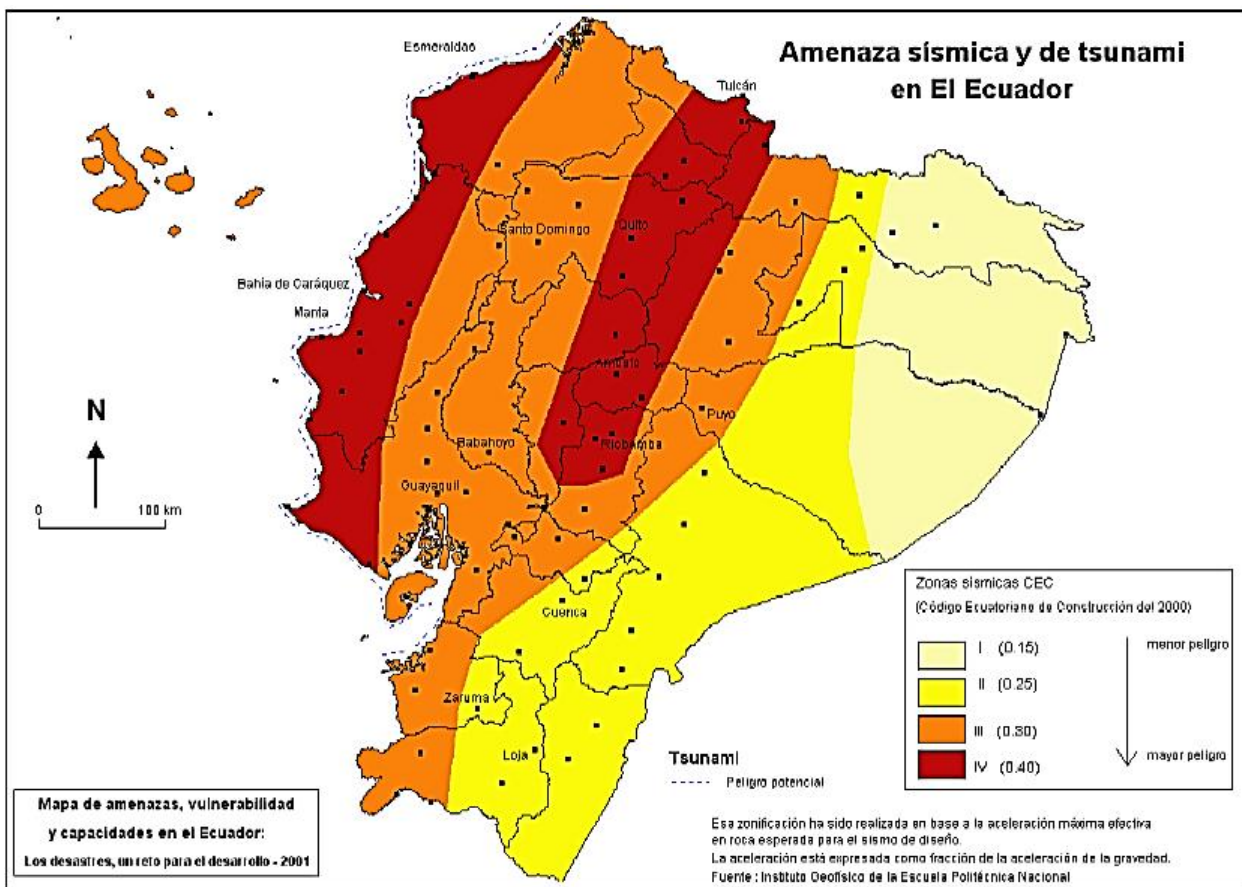 Amenaza sísmica y de tsunami
en El Ecuador
Esmeraldas
Tulcán
Quito
Santo Domingo
Bahía de Caráquez
Manta
Ambato
Puyo
Riobamba
Babahoyo
Guayaquil
Cuenca
Zaruma
Loja
N
0 100 km
Zonas sísmicas CEC
(Código Ecuatoriano de Construcción del 2000)
I (0.15) menor peligro
II (0.25)
III (0.30)
IV (0.40) mayor peligro
Tsunami
Peligro potencial
Mapa de amenazas, vulnerabilidad
y capacidades en el Ecuador:
Los desastres, un reto para el desarrollo - 2001
Esa zonificación ha sido realizada en base a la aceleración máxima efectiva
en roca esperada para el sismo de diseño.
La aceleración está expresada como fracción de la aceleración de la gravedad.
Fuente : Instituto Geofísico de la Escuela Politécnica Nacional